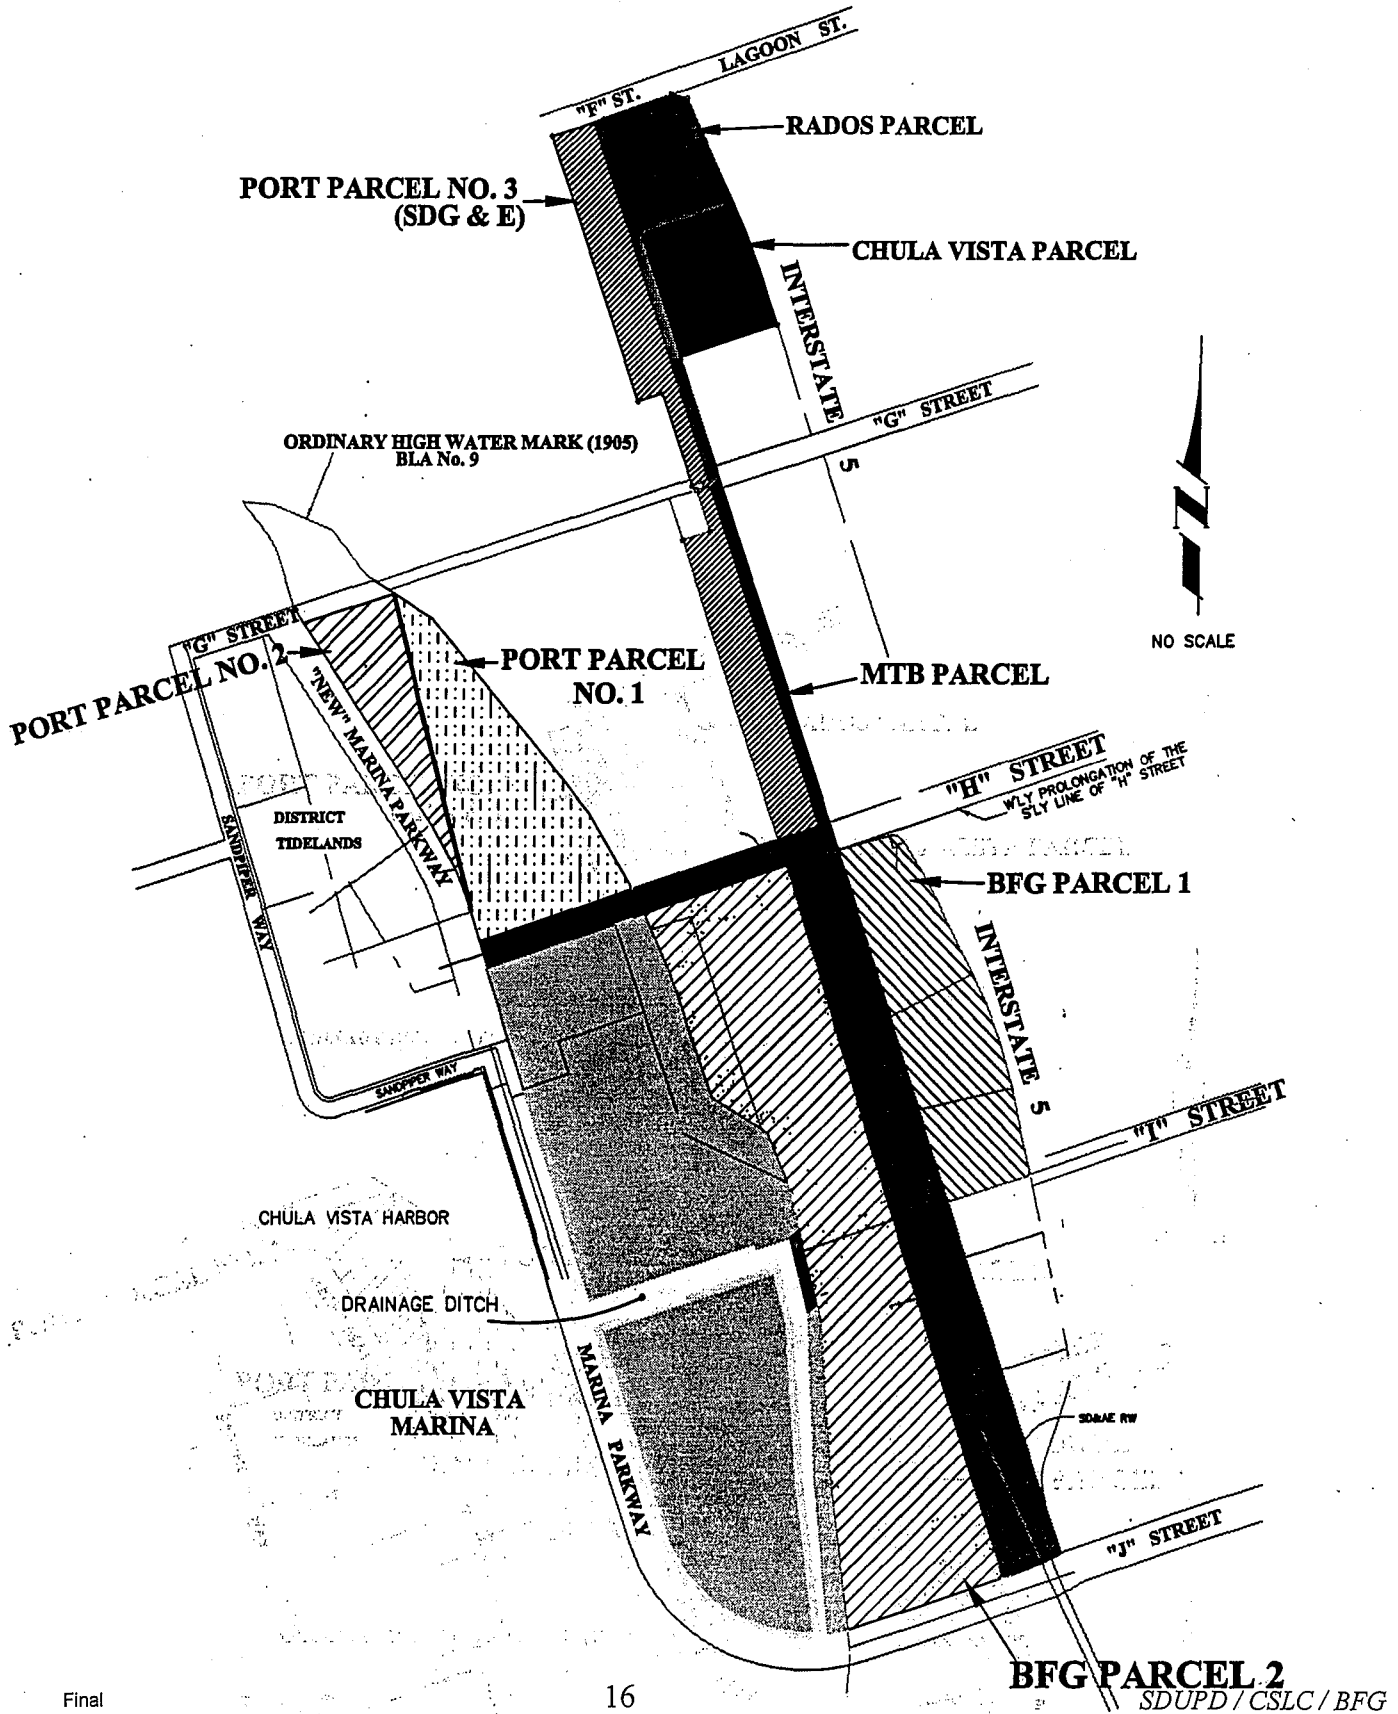 LAGOON ST.
"F" ST.
RADOS PARCEL
PORT PARCEL NO. 3
(SDG & E)
CHULA VISTA PARCEL
INTERSTATE
5
"G" STREET
ORDINARY HIGH WATER MARK (1905)
BLA No. 9
NO SCALE
"G" STREET
PORT PARCEL NO. 2
PORT PARCEL
NO. 1
MTB PARCEL
"NEW" MARINA PARKWAY
"H" STREET
WLY PROLONGATION OF THE
SLY LINE OF "H" STREET
DISTRICT
TIDELANDS
SANDPIPER WAY
BFG PARCEL 1
INTERSTATE
5
SANDPIPER WAY
"I" STREET
CHULA VISTA HARBOR
DRAINAGE DITCH
MARINA PARKWAY
CHULA VISTA
MARINA
SD&AE RW
"J" STREET
BFG PARCEL 2
Final
16
SDUPD / CSLC / BFG